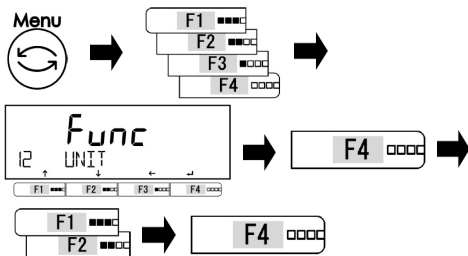 Menu
F1
F2
F3
F4
Func
12 UNIT
↑ ↓ ← ↵
F1 F2 F3 F4
F4
F1
F2
F4